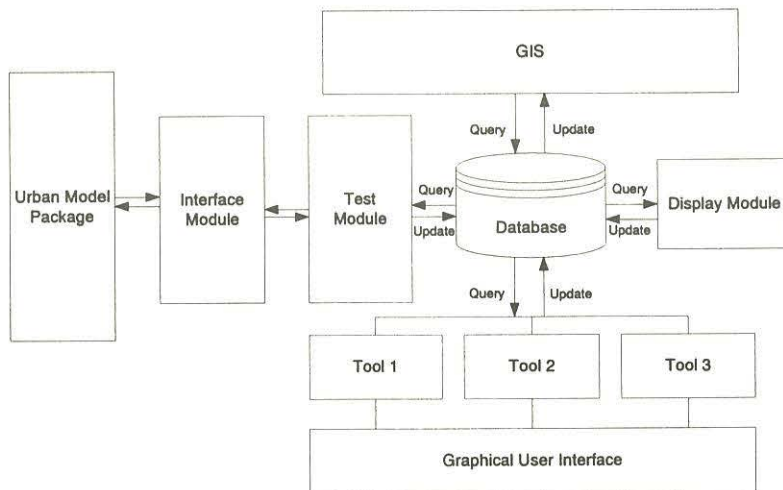 GIS
Query
Update
Urban Model
Package
Interface
Module
Test
Module
Query
Update
Database
Query
Update
Display Module
Query
Update
Tool 1
Tool 2
Tool 3
Graphical User Interface